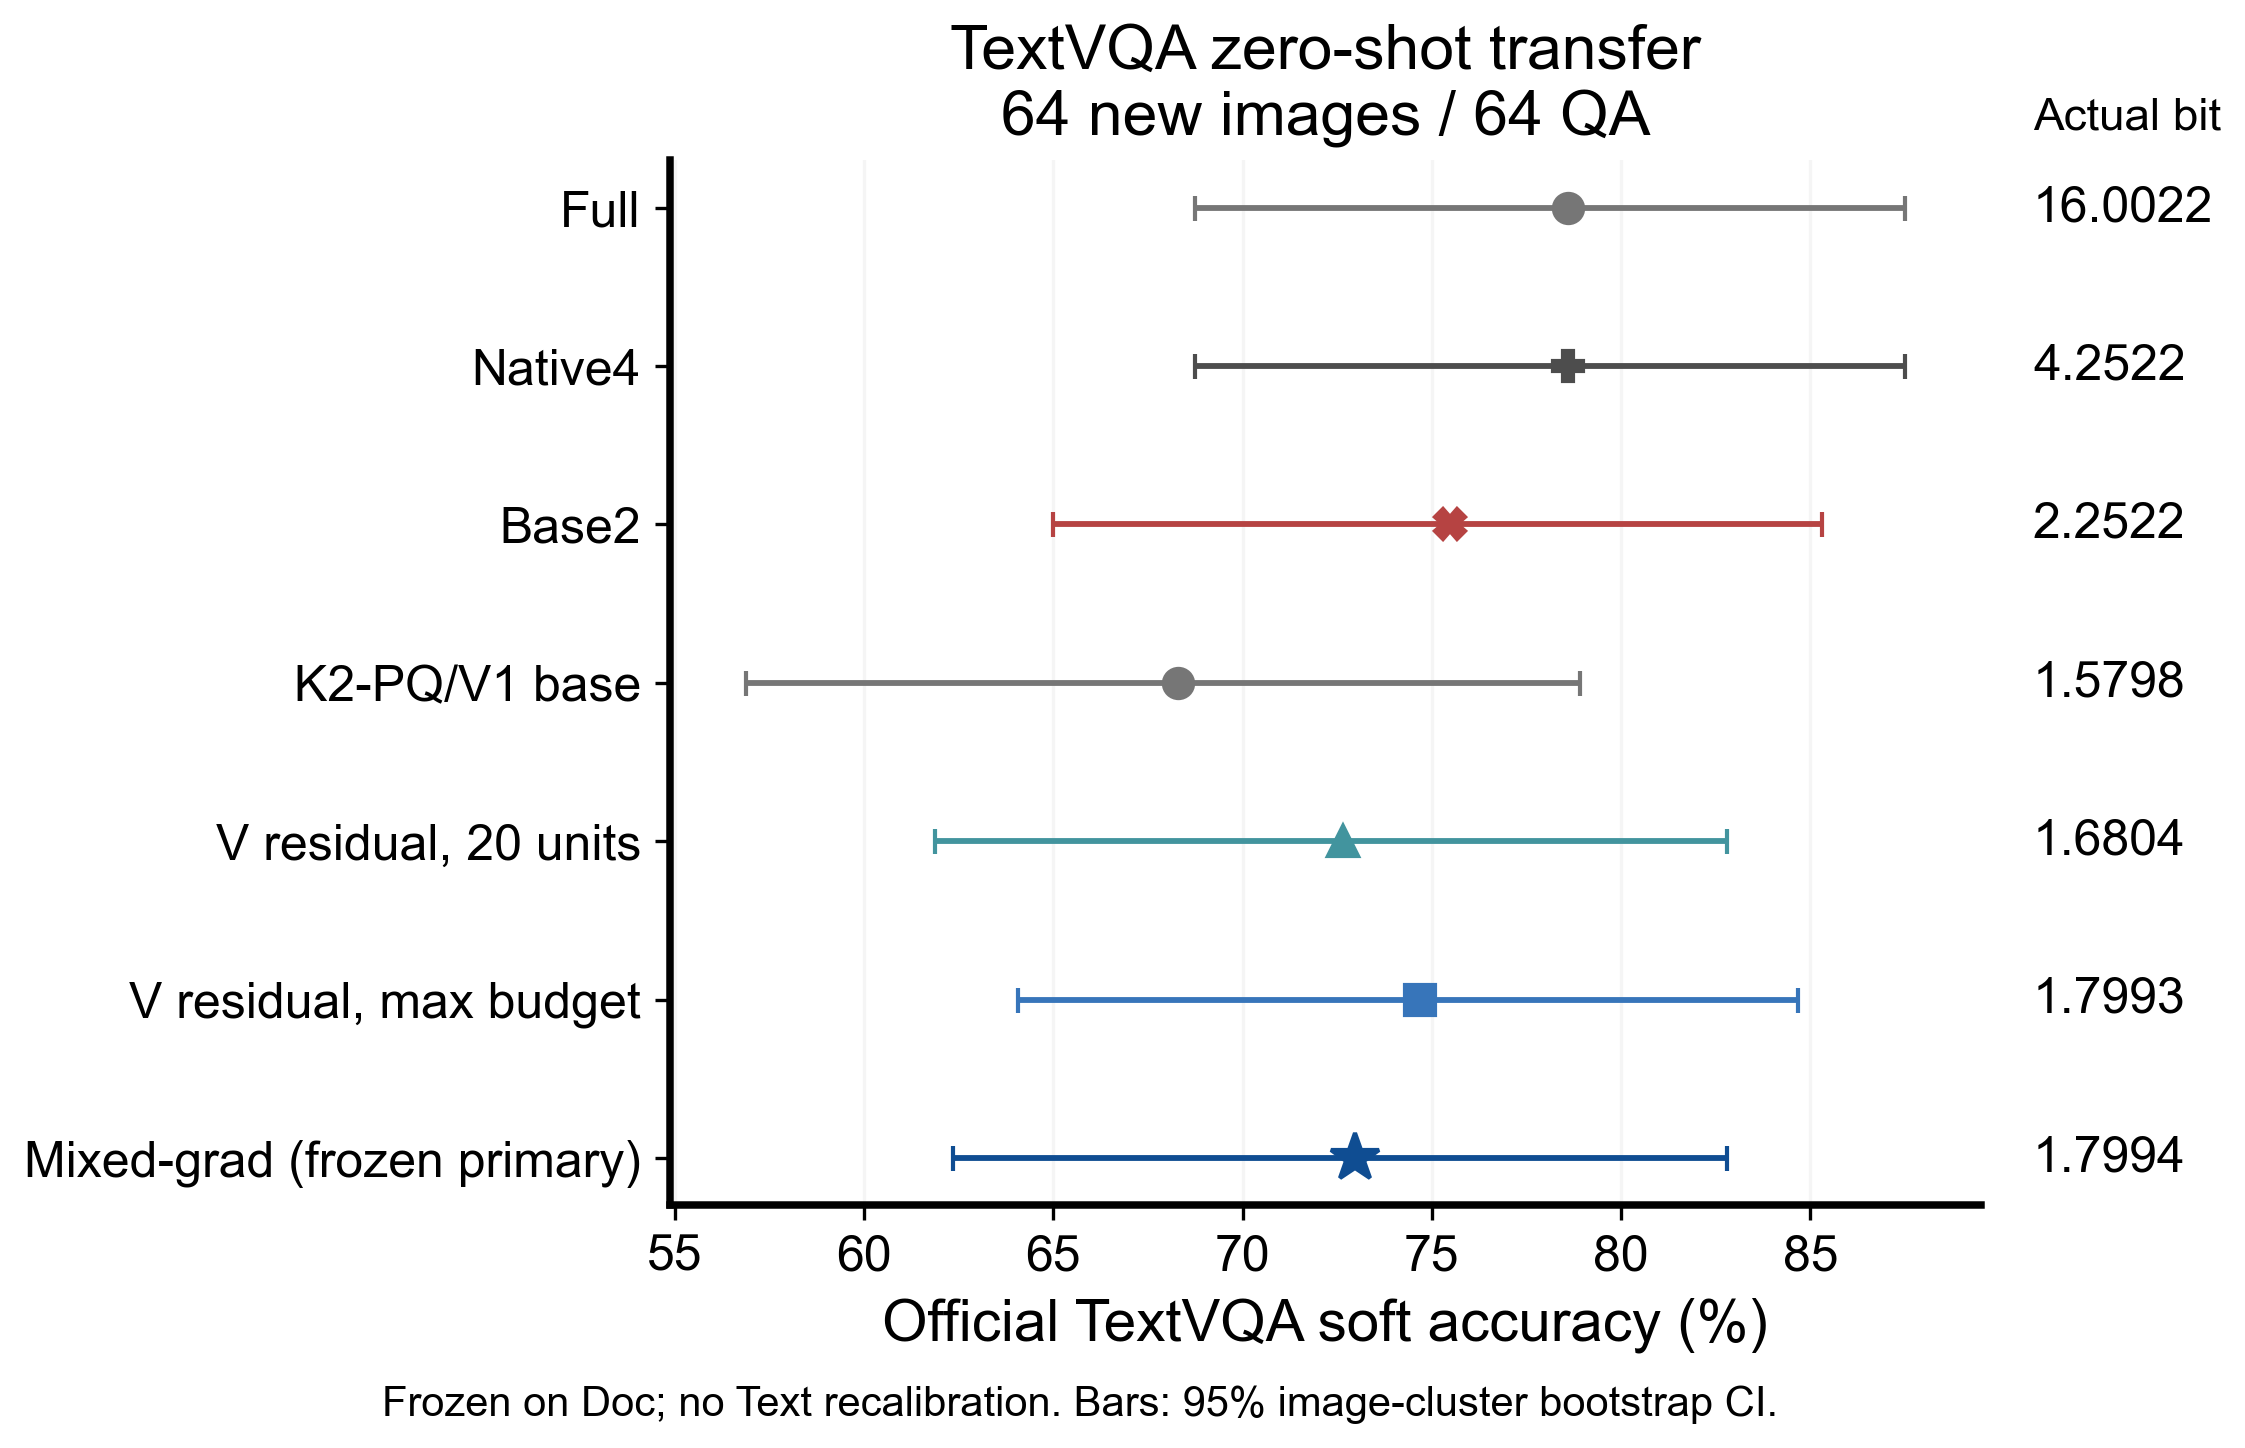 TextVQA zero-shot transfer
64 new images / 64 QA
Actual bit
Full 16.0022
Native4 4.2522
Base2 2.2522
K2-PQ/V1 base 1.5798
V residual, 20 units 1.6804
V residual, max budget 1.7993
Mixed-grad (frozen primary) 1.7994
55 60 65 70 75 80 85
Official TextVQA soft accuracy (%)
Frozen on Doc; no Text recalibration. Bars: 95% image-cluster bootstrap CI.